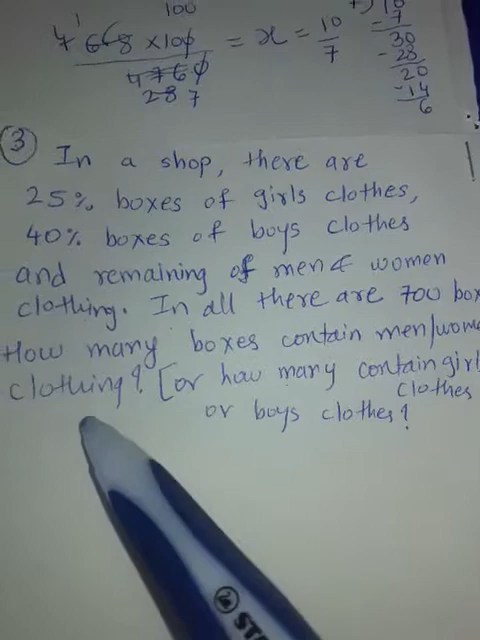 100
4 1 668 x 100 = x = 10
4760 7
287
7
30
- 28
20
- 14
6
3 In a shop, there are
25% boxes of girls clothes,
40% boxes of boys clothes
and remaining of men & women
clothing. In all there are 700 box
How many boxes contain men/wome
clothing? [or how many contain girl
clothes
or boys clothes?